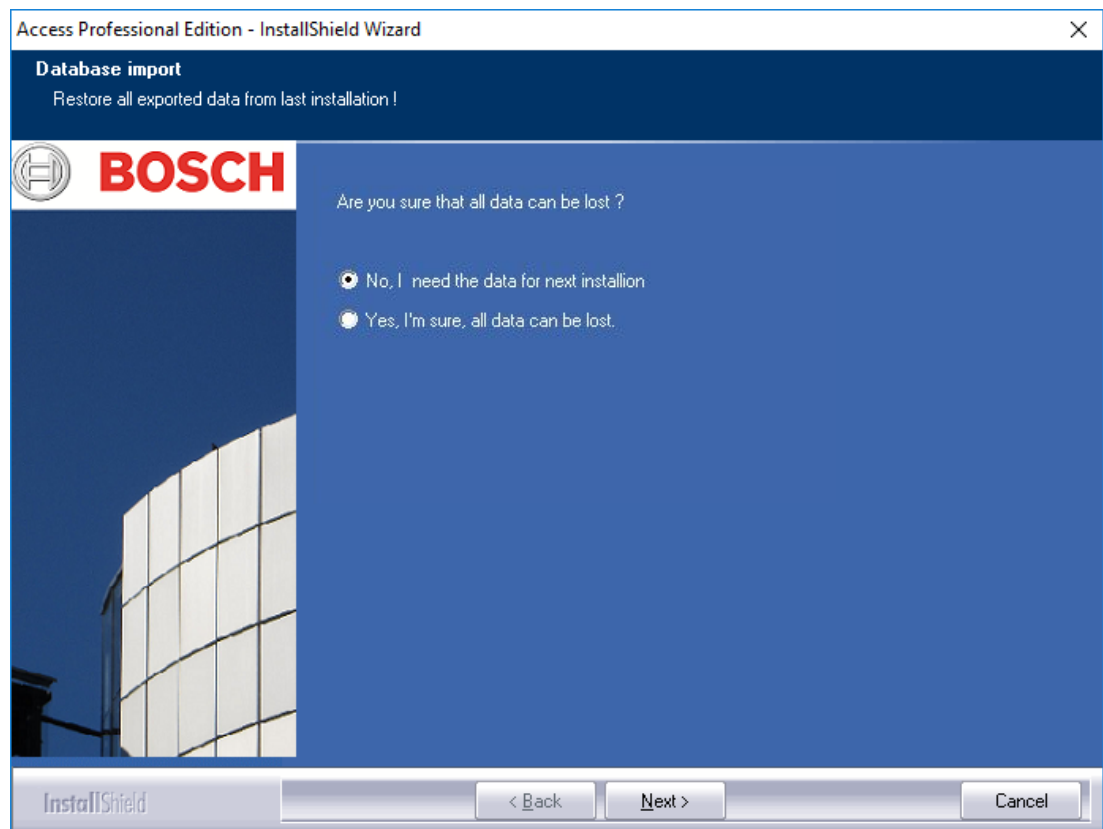 Access Professional Edition - InstallShield Wizard
Database import
Restore all exported data from last installation !
BOSCH
Are you sure that all data can be lost ?
No, I  need the data for next installion
Yes, I'm sure, all data can be lost.
InstallShield
< Back
Next >
Cancel